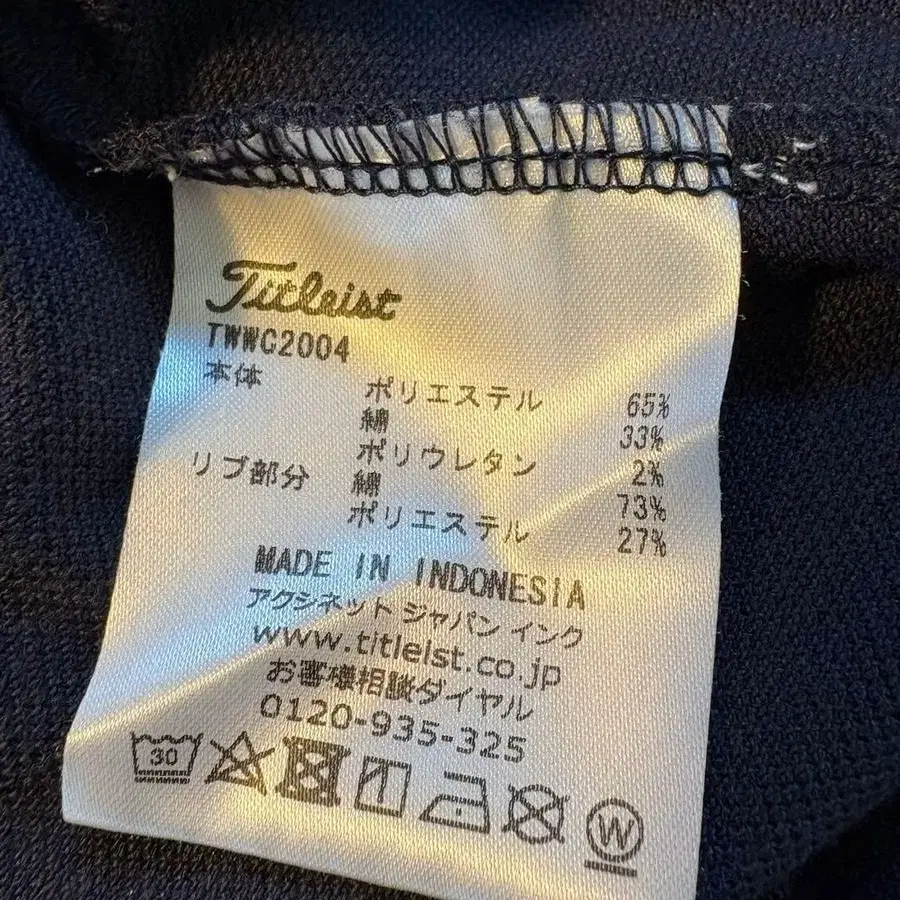 Titleist
TWWC2004
本体 ポリエステル 65%
綿 33%
ポリウレタン 2%
リブ部分 綿 73%
ポリエステル 27%
MADE IN INDONESIA
アクシネット ジャパン インク
www.titleist.co.jp
お客様相談ダイヤル
0120-935-325
30
W